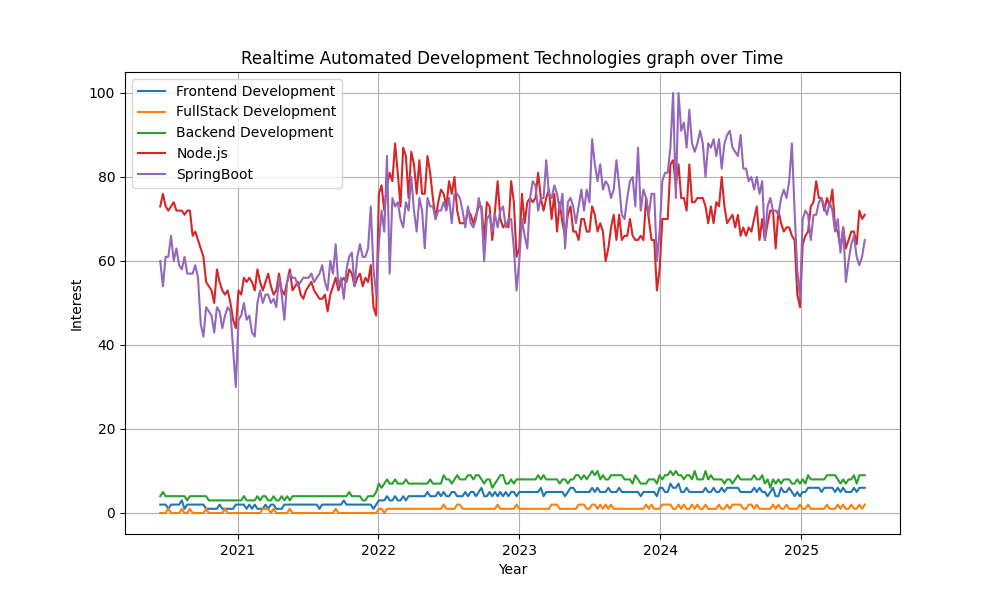 Realtime Automated Development Technologies graph over Time
Frontend Development
FullStack Development
Backend Development
Node.js
SpringBoot
100
80
60
40
20
0
Interest
2021
2022
2023
2024
2025
Year